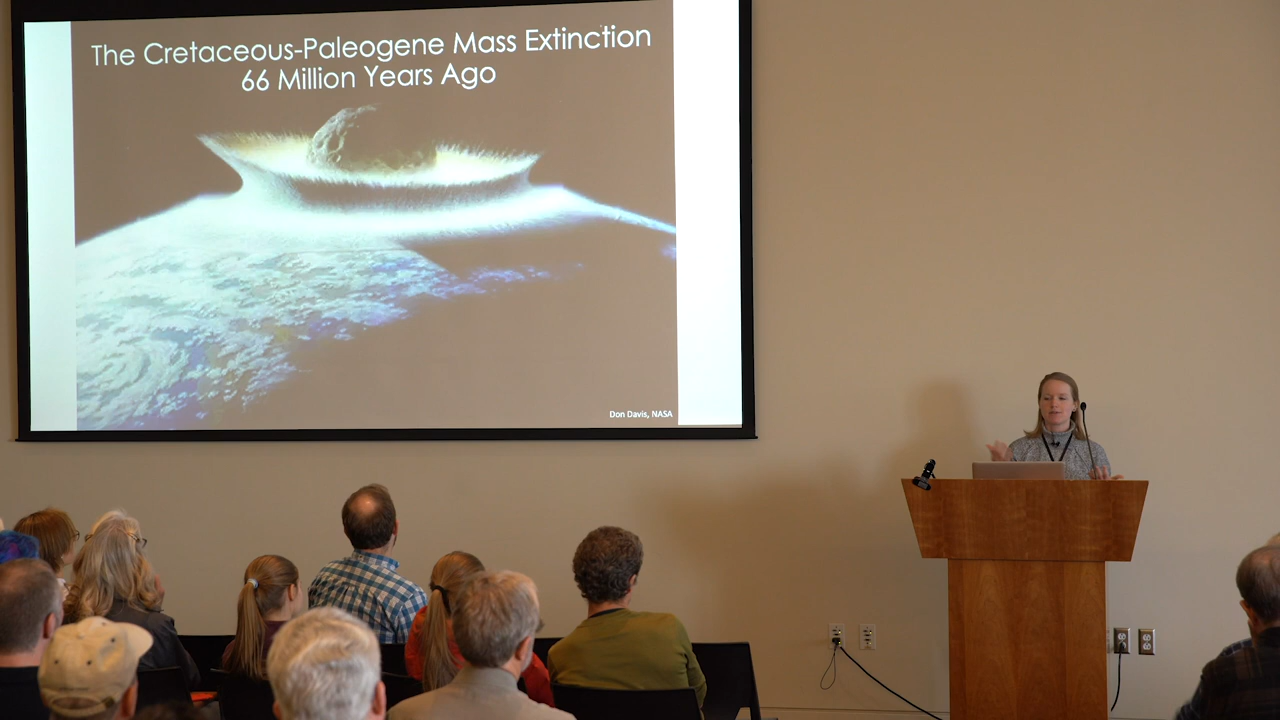 The Cretaceous-Paleogene Mass Extinction
66 Million Years Ago
Don Davis, NASA